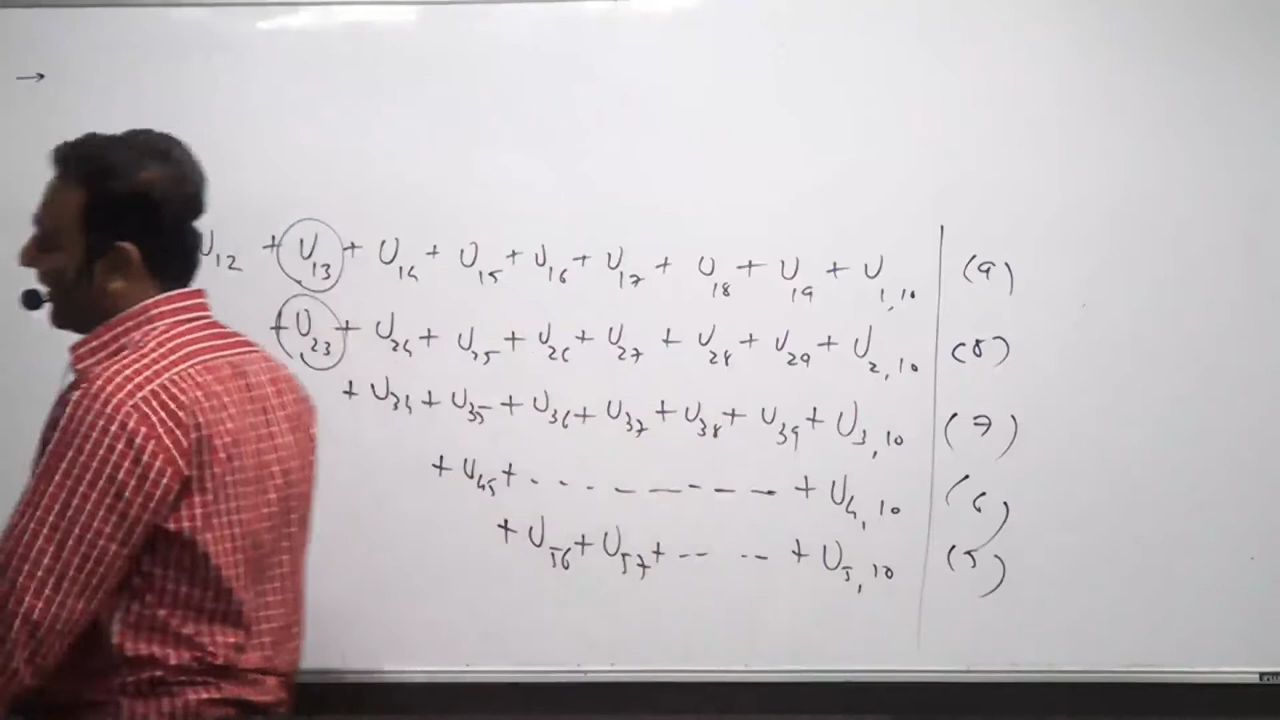 →
U₁₂ + U₁₃ + U₁₄ + U₁₅ + U₁₆ + U₁₇ + U₁₈ + U₁₉ + U₁,₁₀ | (9)
+ U₂₃ + U₂₄ + U₂₅ + U₂₆ + U₂₇ + U₂₈ + U₂₉ + U₂,₁₀ | (8)
+ U₃₄ + U₃₅ + U₃₆ + U₃₇ + U₃₈ + U₃₉ + U₃,₁₀ | (7)
+ U₄₅ + - - - - - - - - + U₄,₁₀ | (6)
+ U₅₆ + U₅₇ + - - - - + U₅,₁₀ | (5)